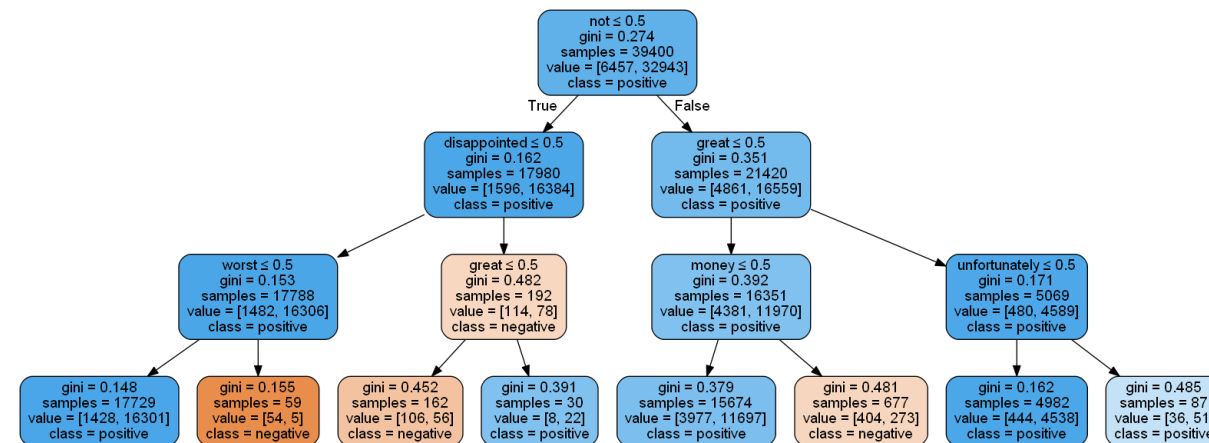 not ≤ 0.5
gini = 0.274
samples = 39400
value = [6457, 32943]
class = positive
True
False
disappointed ≤ 0.5
gini = 0.162
samples = 17980
value = [1596, 16384]
class = positive
great ≤ 0.5
gini = 0.351
samples = 21420
value = [4861, 16559]
class = positive
worst ≤ 0.5
gini = 0.153
samples = 17788
value = [1482, 16306]
class = positive
great ≤ 0.5
gini = 0.482
samples = 192
value = [114, 78]
class = negative
money ≤ 0.5
gini = 0.392
samples = 16351
value = [4381, 11970]
class = positive
unfortunately ≤ 0.5
gini = 0.171
samples = 5069
value = [480, 4589]
class = positive
gini = 0.148
samples = 17729
value = [1428, 16301]
class = positive
gini = 0.155
samples = 59
value = [54, 5]
class = negative
gini = 0.452
samples = 162
value = [106, 56]
class = negative
gini = 0.391
samples = 30
value = [8, 22]
class = positive
gini = 0.379
samples = 15674
value = [3977, 11697]
class = positive
gini = 0.481
samples = 677
value = [404, 273]
class = negative
gini = 0.162
samples = 4982
value = [444, 4538]
class = positive
gini = 0.485
samples = 87
value = [36, 51]
class = positive